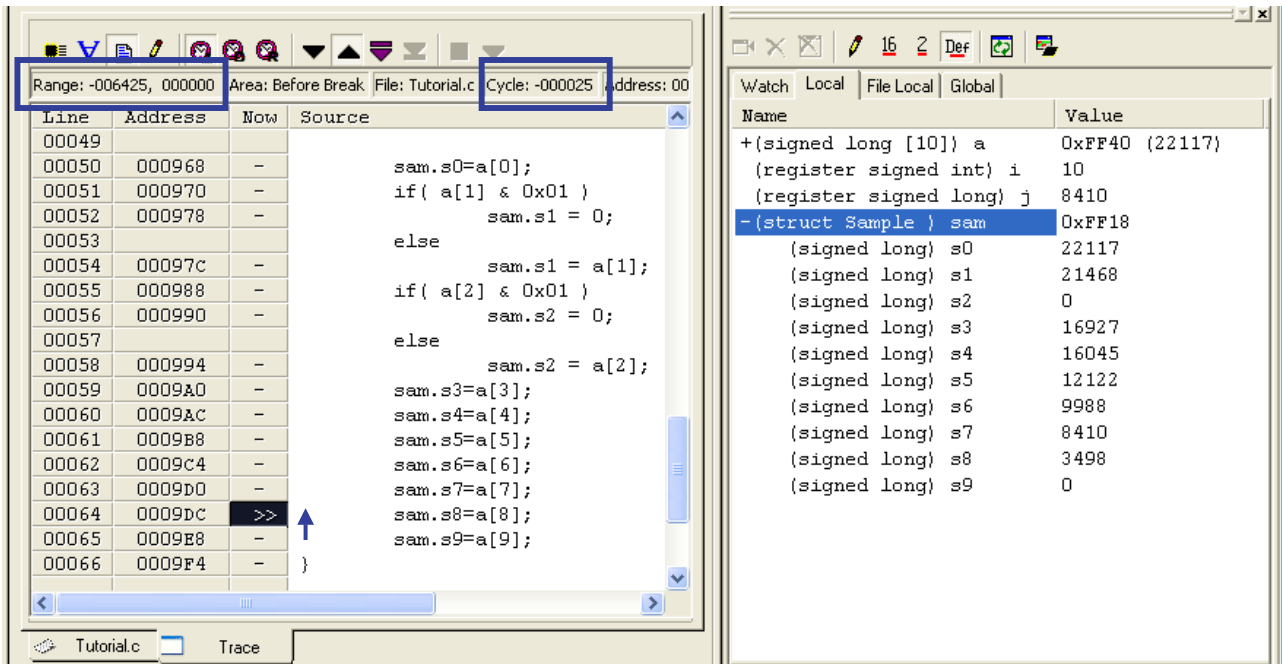 16 2 Def
Range: -006425, 000000 Area: Before Break File: Tutorial.c Cycle: -000025 Address: 00
Watch Local File Local Global
Line Address Now Source
Name Value
00049
00050 000968 - sam.s0=a[0];
00051 000970 - if( a[1] & 0x01 )
00052 000978 - sam.s1 = 0;
00053 else
00054 00097C - sam.s1 = a[1];
00055 000988 - if( a[2] & 0x01 )
00056 000990 - sam.s2 = 0;
00057 else
00058 000994 - sam.s2 = a[2];
00059 0009A0 - sam.s3=a[3];
00060 0009AC - sam.s4=a[4];
00061 0009B8 - sam.s5=a[5];
00062 0009C4 - sam.s6=a[6];
00063 0009D0 - sam.s7=a[7];
00064 0009DC >> sam.s8=a[8];
00065 0009E8 - sam.s9=a[9];
00066 0009F4 - }
+(signed long [10]) a 0xFF40 (22117)
(register signed int) i 10
(register signed long) j 8410
-(struct Sample ) sam 0xFF18
(signed long) s0 22117
(signed long) s1 21468
(signed long) s2 0
(signed long) s3 16927
(signed long) s4 16045
(signed long) s5 12122
(signed long) s6 9988
(signed long) s7 8410
(signed long) s8 3498
(signed long) s9 0
Tutorial.c Trace